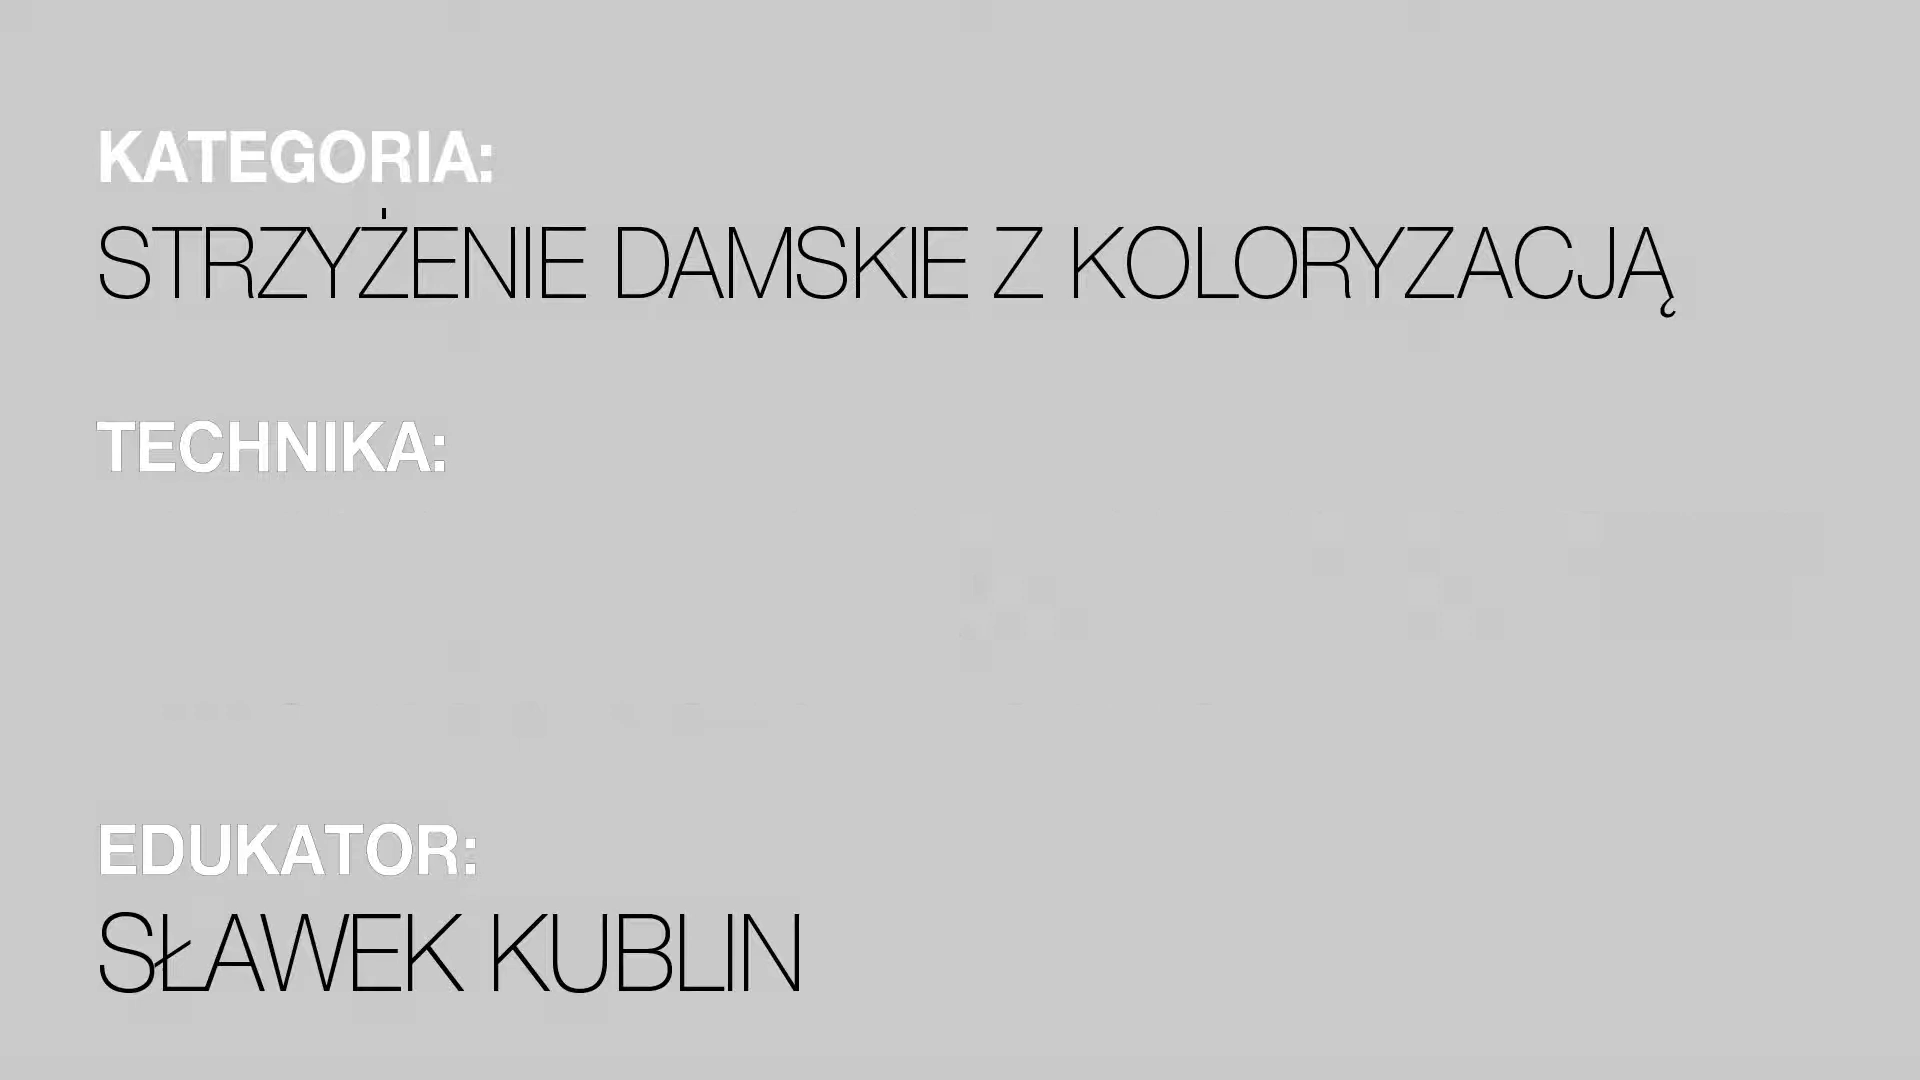 KATEGORIA:
STRZYŻENIE DAMSKIE Z KOLORYZACJĄ
TECHNIKA:
EDUKATOR:
SŁAWEK KUBLIN